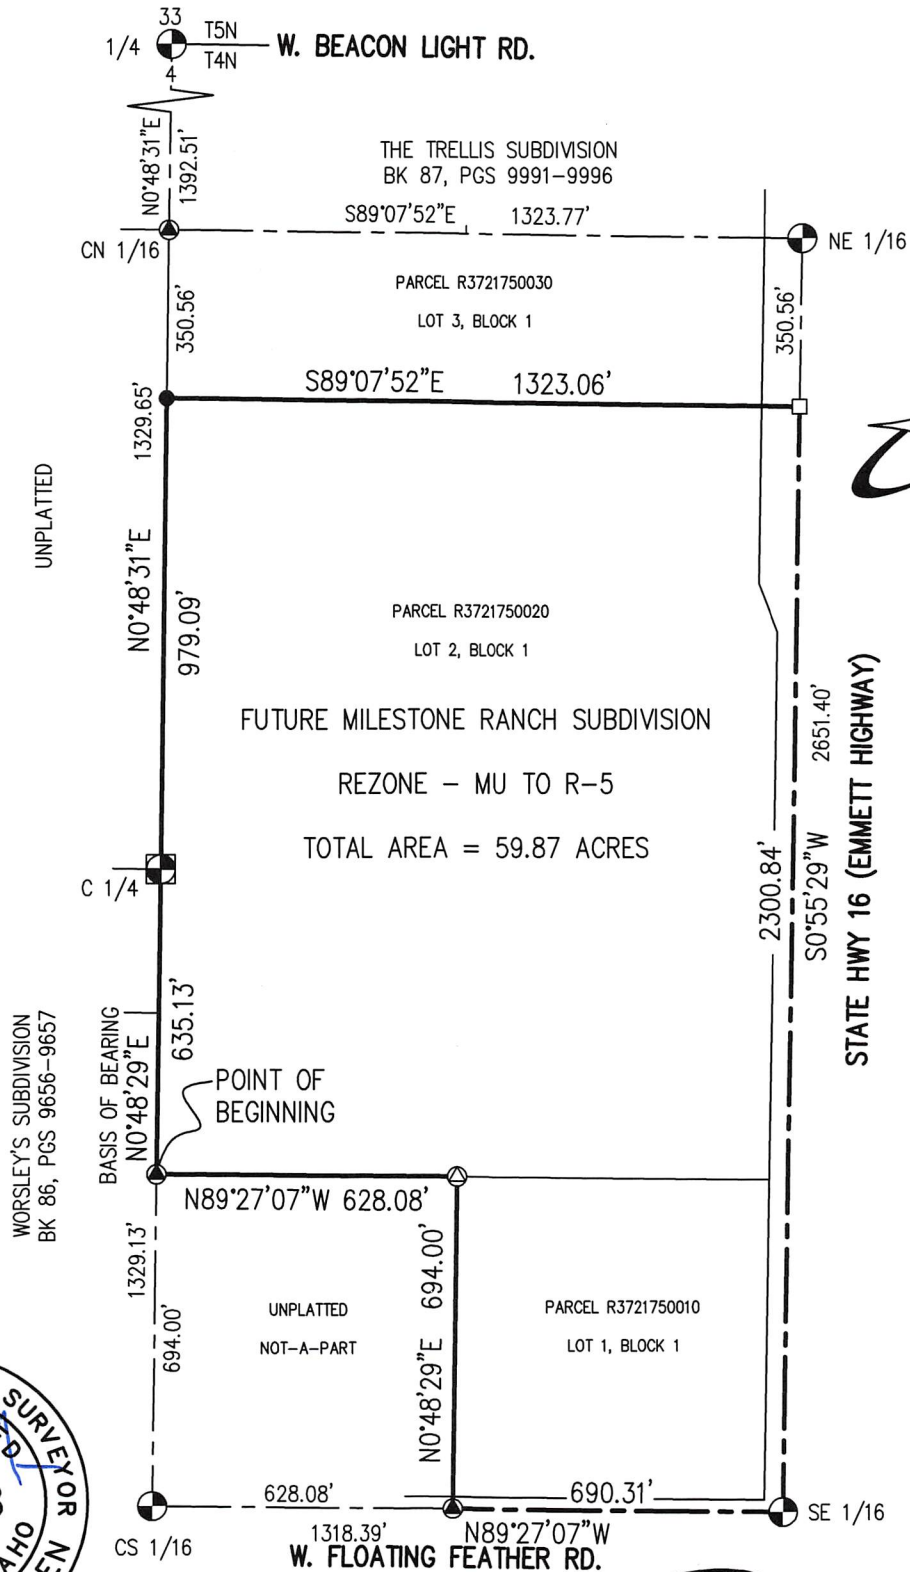 33
1/4
T5N
T4N
4
W. BEACON LIGHT RD.
N0°48'31"E
1392.51'
THE TRELLIS SUBDIVISION
BK 87, PGS 9991-9996
S89°07'52"E 1323.77'
CN 1/16
NE 1/16
PARCEL R3721750030
LOT 3, BLOCK 1
350.56'
350.56'
S89°07'52"E 1323.06'
1329.65'
UNPLATTED
N0°48'31"E
979.09'
PARCEL R3721750020
LOT 2, BLOCK 1
FUTURE MILESTONE RANCH SUBDIVISION
REZONE - MU TO R-5
TOTAL AREA = 59.87 ACRES
2651.40'
S0°55'29"W
2300.84'
STATE HWY 16 (EMMETT HIGHWAY)
C 1/4
635.13'
BASIS OF BEARING
N0°48'29"E
WORSLEY'S SUBDIVISION
BK 86, PGS 9656-9657
POINT OF
BEGINNING
N89°27'07"W 628.08'
1329.13'
694.00'
UNPLATTED
NOT-A-PART
N0°48'29"E 694.00'
PARCEL R3721750010
LOT 1, BLOCK 1
628.08'
690.31'
SE 1/16
CS 1/16
1318.39'
N89°27'07"W
W. FLOATING FEATHER RD.
SURVEYOR